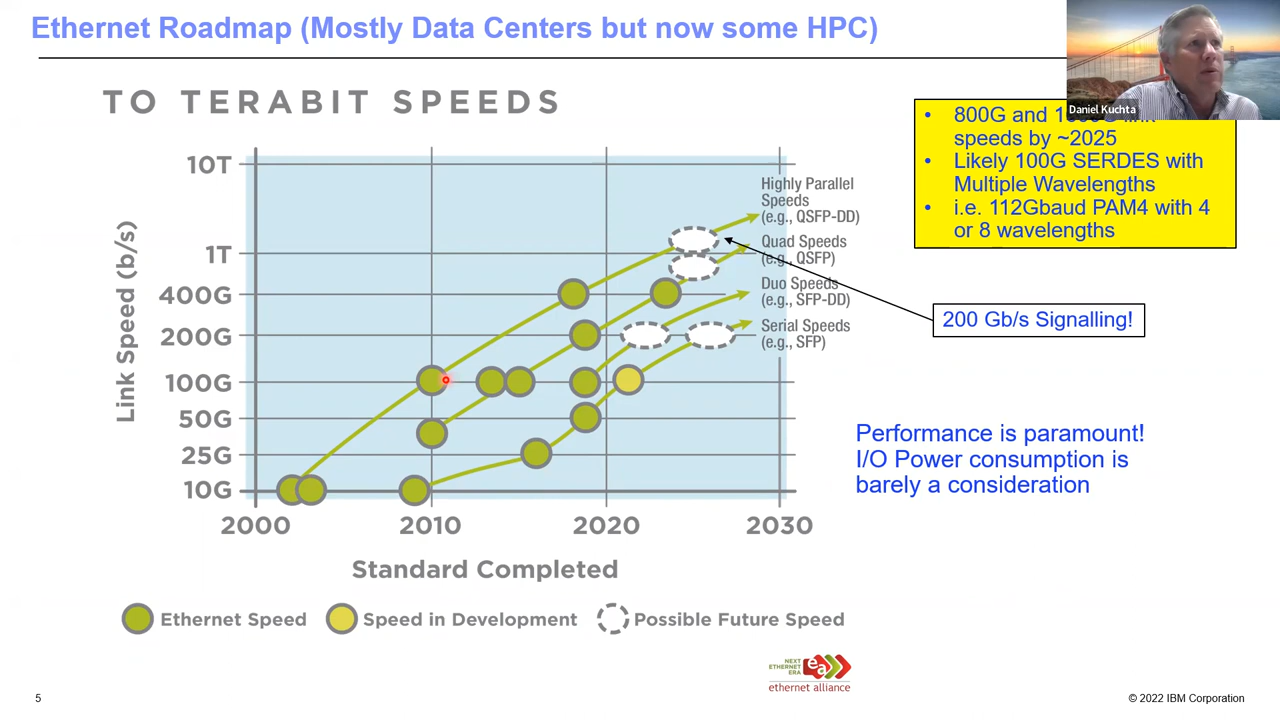 Ethernet Roadmap (Mostly Data Centers but now some HPC)
Daniel Kuchta
TO TERABIT SPEEDS
• 800G and
speeds by ~2025
• Likely 100G SERDES with
Multiple Wavelengths
• i.e. 112Gbaud PAM4 with 4
or 8 wavelengths
Link Speed (b/s)
10T
1T
400G
200G
100G
50G
25G
10G
Highly Parallel
Speeds
(e.g., QSFP-DD)
Quad Speeds
(e.g., QSFP)
Duo Speeds
(e.g., SFP-DD)
Serial Speeds
(e.g., SFP)
200 Gb/s Signalling!
Performance is paramount!
I/O Power consumption is
barely a consideration
2000
2010
2020
2030
Standard Completed
Ethernet Speed
Speed in Development
Possible Future Speed
NEXT
ETHERNET
ERA
ea
ethernet alliance
5
© 2022 IBM Corporation